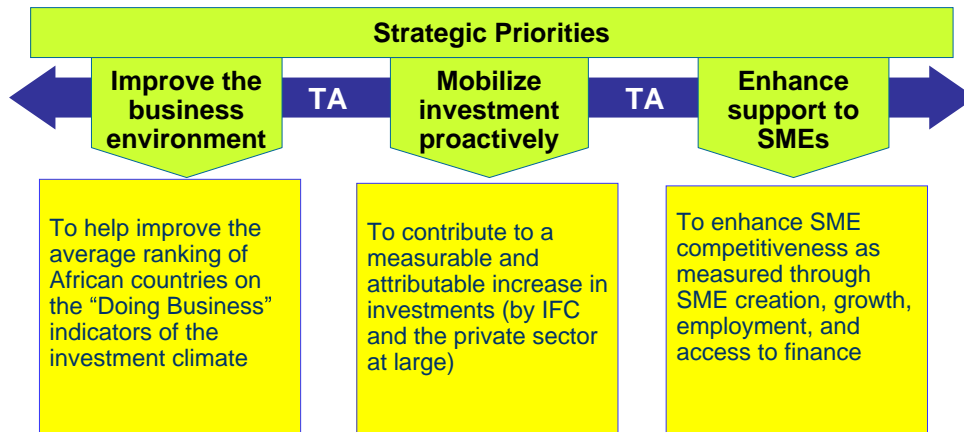 Strategic Priorities
Improve the
business
environment
TA
Mobilize
investment
proactively
TA
Enhance
support to
SMEs
To help improve the
average ranking of
African countries on
the “Doing Business”
indicators of the
investment climate
To contribute to a
measurable and
attributable increase in
investments (by IFC
and the private sector
at large)
To enhance SME
competitiveness as
measured through
SME creation, growth,
employment, and
access to finance